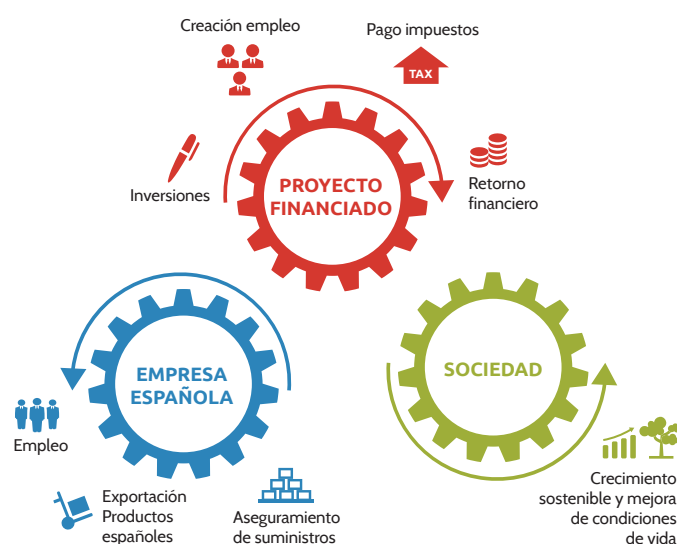 Creación empleo
Pago impuestos
TAX
Inversiones
PROYECTO
FINANCIADO
Retorno
financiero
EMPRESA
ESPAÑOLA
SOCIEDAD
Empleo
Exportación
Productos
españoles
Aseguramiento
de suministros
Crecimiento
sostenible y mejora
de condiciones
de vida